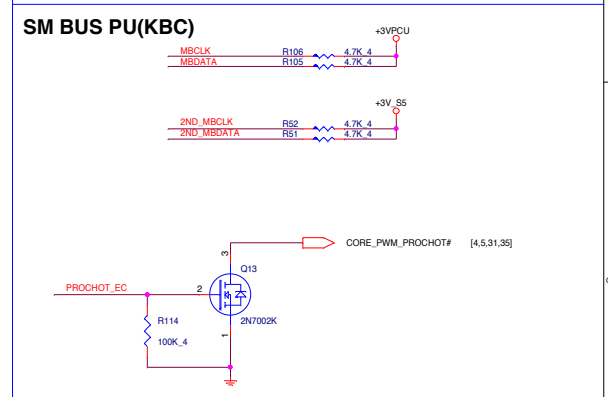 SM BUS PU(KBC)
+3VPCU
MBCLK R106 4.7K_4
MBDATA R105 4.7K_4
+3V_S5
2ND_MBCLK R52 4.7K_4
2ND_MBDATA R51 4.7K_4
CORE_PWM_PROCHOT# [4,5,31,35]
3
Q13
PROCHOT_EC 2
R114 2N7002K
1
100K_4